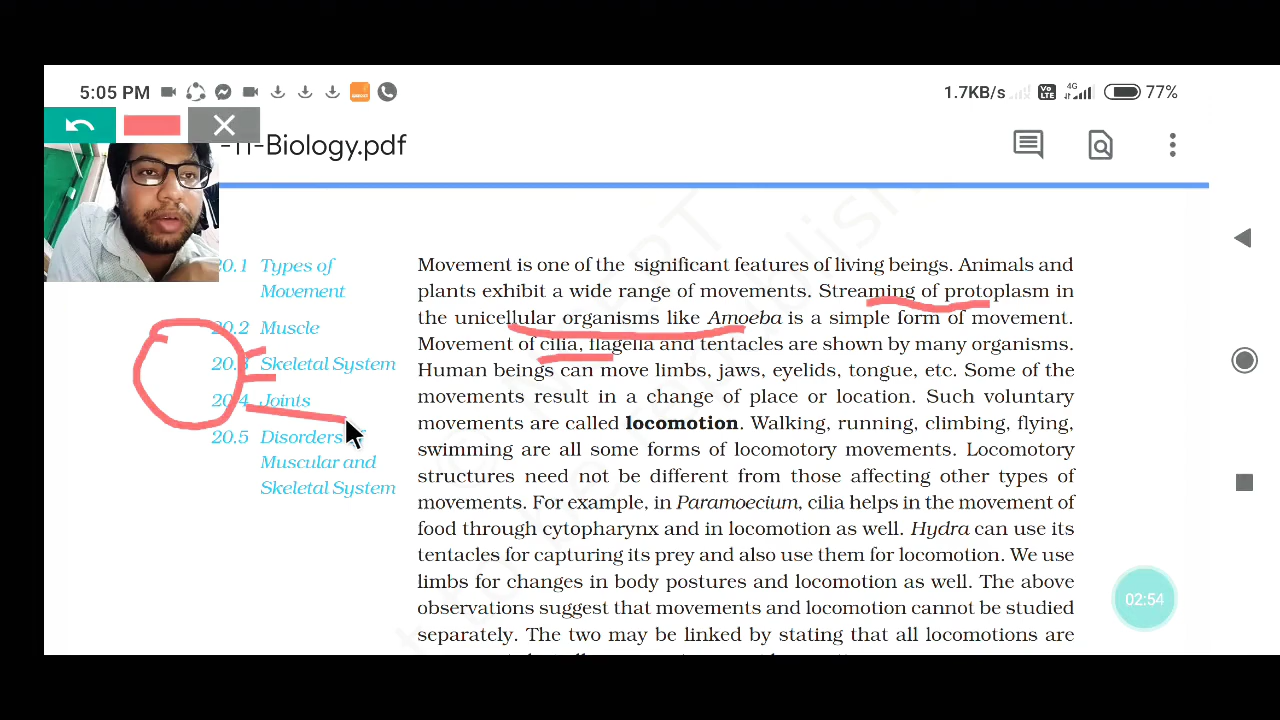 5:05 PM
1.7KB/s Vo LTE 4G 77%
-11-Biology.pdf
20.1 Types of
Movement
20.2 Muscle
20.3 Skeletal System
20.4 Joints
20.5 Disorders of
Muscular and
Skeletal System
Movement is one of the significant features of living beings. Animals and
plants exhibit a wide range of movements. Streaming of protoplasm in
the unicellular organisms like Amoeba is a simple form of movement.
Movement of cilia, flagella and tentacles are shown by many organisms.
Human beings can move limbs, jaws, eyelids, tongue, etc. Some of the
movements result in a change of place or location. Such voluntary
movements are called locomotion. Walking, running, climbing, flying,
swimming are all some forms of locomotory movements. Locomotory
structures need not be different from those affecting other types of
movements. For example, in Paramoecium, cilia helps in the movement of
food through cytopharynx and in locomotion as well. Hydra can use its
tentacles for capturing its prey and also use them for locomotion. We use
limbs for changes in body postures and locomotion as well. The above
observations suggest that movements and locomotion cannot be studied
separately. The two may be linked by stating that all locomotions are
02:54